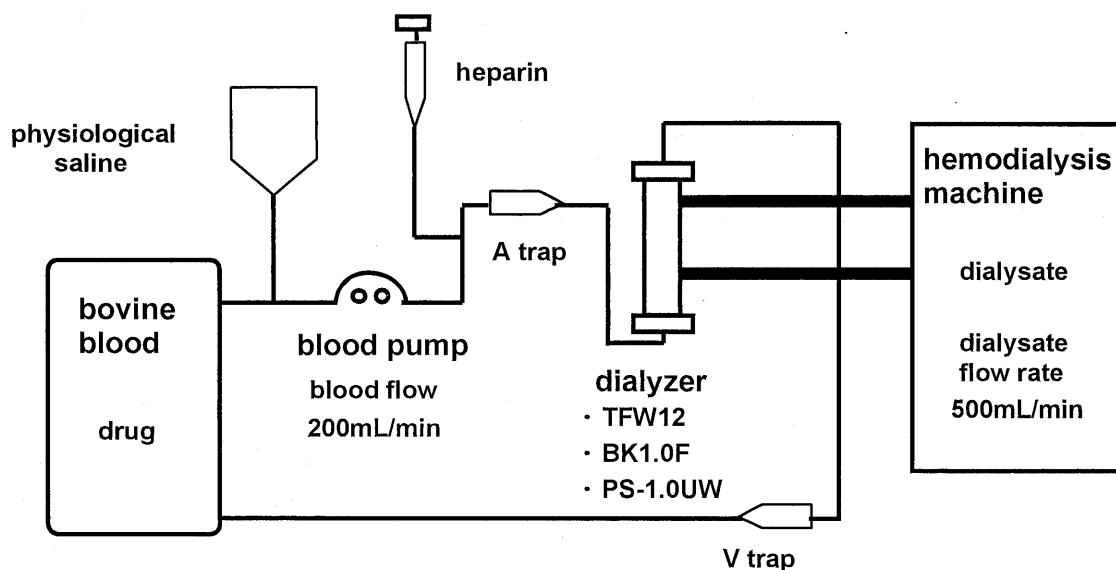 heparin
physiological
saline
A trap
hemodialysis
machine
dialysate
dialysate
flow rate
500mL/min
bovine
blood
drug
blood pump
blood flow
200mL/min
dialyzer
・ TFW12
・ BK1.0F
・ PS-1.0UW
V trap